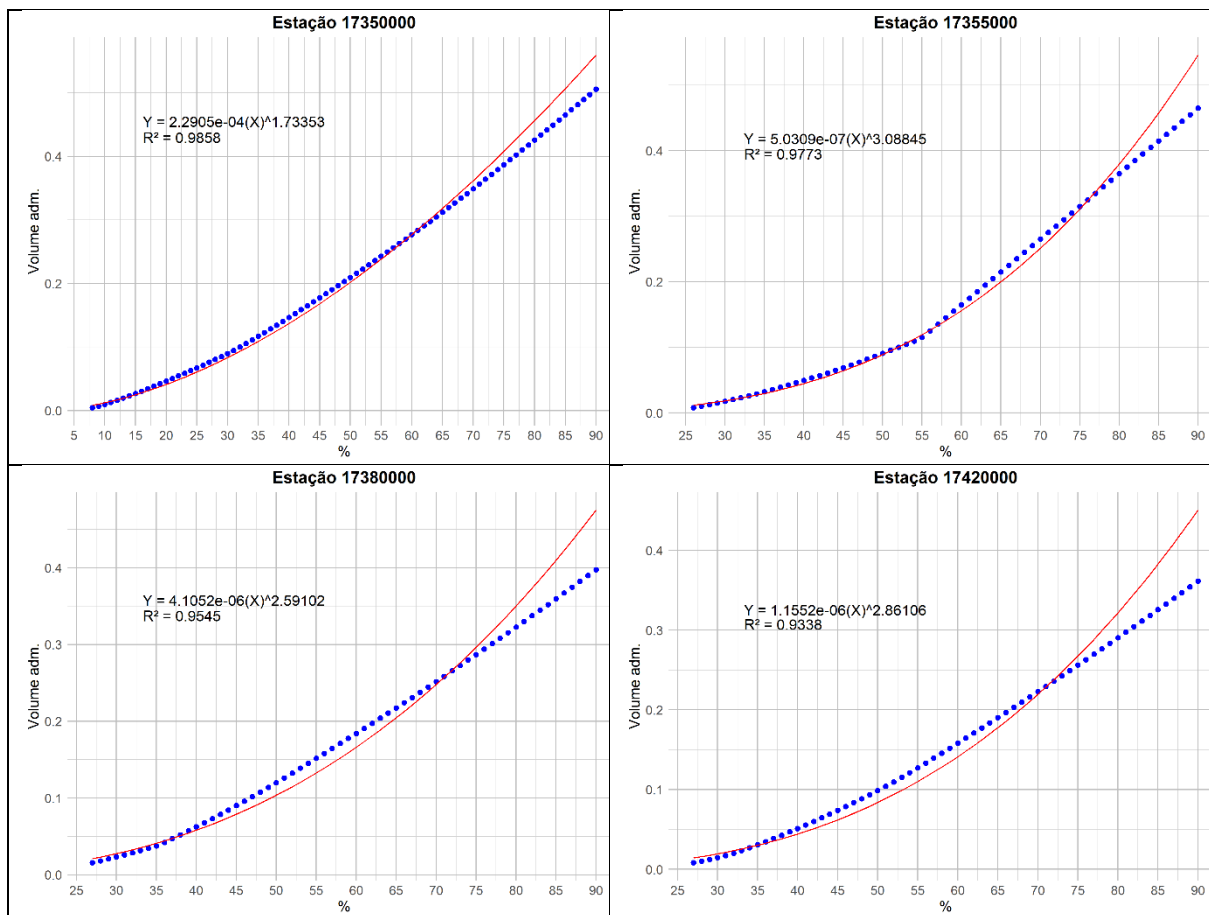 Estação 17350000
Volume adm.
Y = 2.2905e-04(X)^1.73353
R² = 0.9858
0.4
0.2
0.0
5 10 15 20 25 30 35 40 45 50 55 60 65 70 75 80 85 90
%
Estação 17355000
Volume adm.
Y = 5.0309e-07(X)^3.08845
R² = 0.9773
0.4
0.2
0.0
25 30 35 40 45 50 55 60 65 70 75 80 85 90
%
Estação 17380000
Volume adm.
Y = 4.1052e-06(X)^2.59102
R² = 0.9545
0.4
0.3
0.2
0.1
0.0
25 30 35 40 45 50 55 60 65 70 75 80 85 90
%
Estação 17420000
Volume adm.
Y = 1.1552e-06(X)^2.86106
R² = 0.9338
0.4
0.3
0.2
0.1
0.0
25 30 35 40 45 50 55 60 65 70 75 80 85 90
%